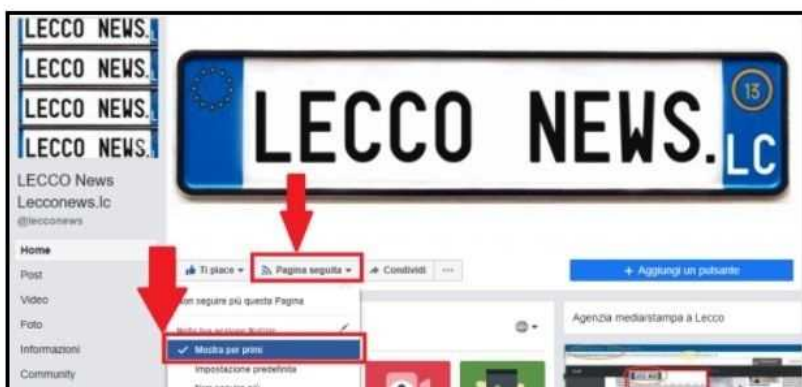 LECCO NEWS.
LECCO NEWS.
LECCO NEWS.
LECCO NEWS.
LECCO News
Lecconews.lc
@lecconews
Home
Post
Video
Foto
Informazioni
Community
13
LECCO NEWS.LC
Ti piace
Pagina seguita
Condividi
+ Aggiungi un pulsante
Non seguire più questa Pagina
Mostra per primi
Impostazione predefinita
Agenzia media/stampa a Lecco